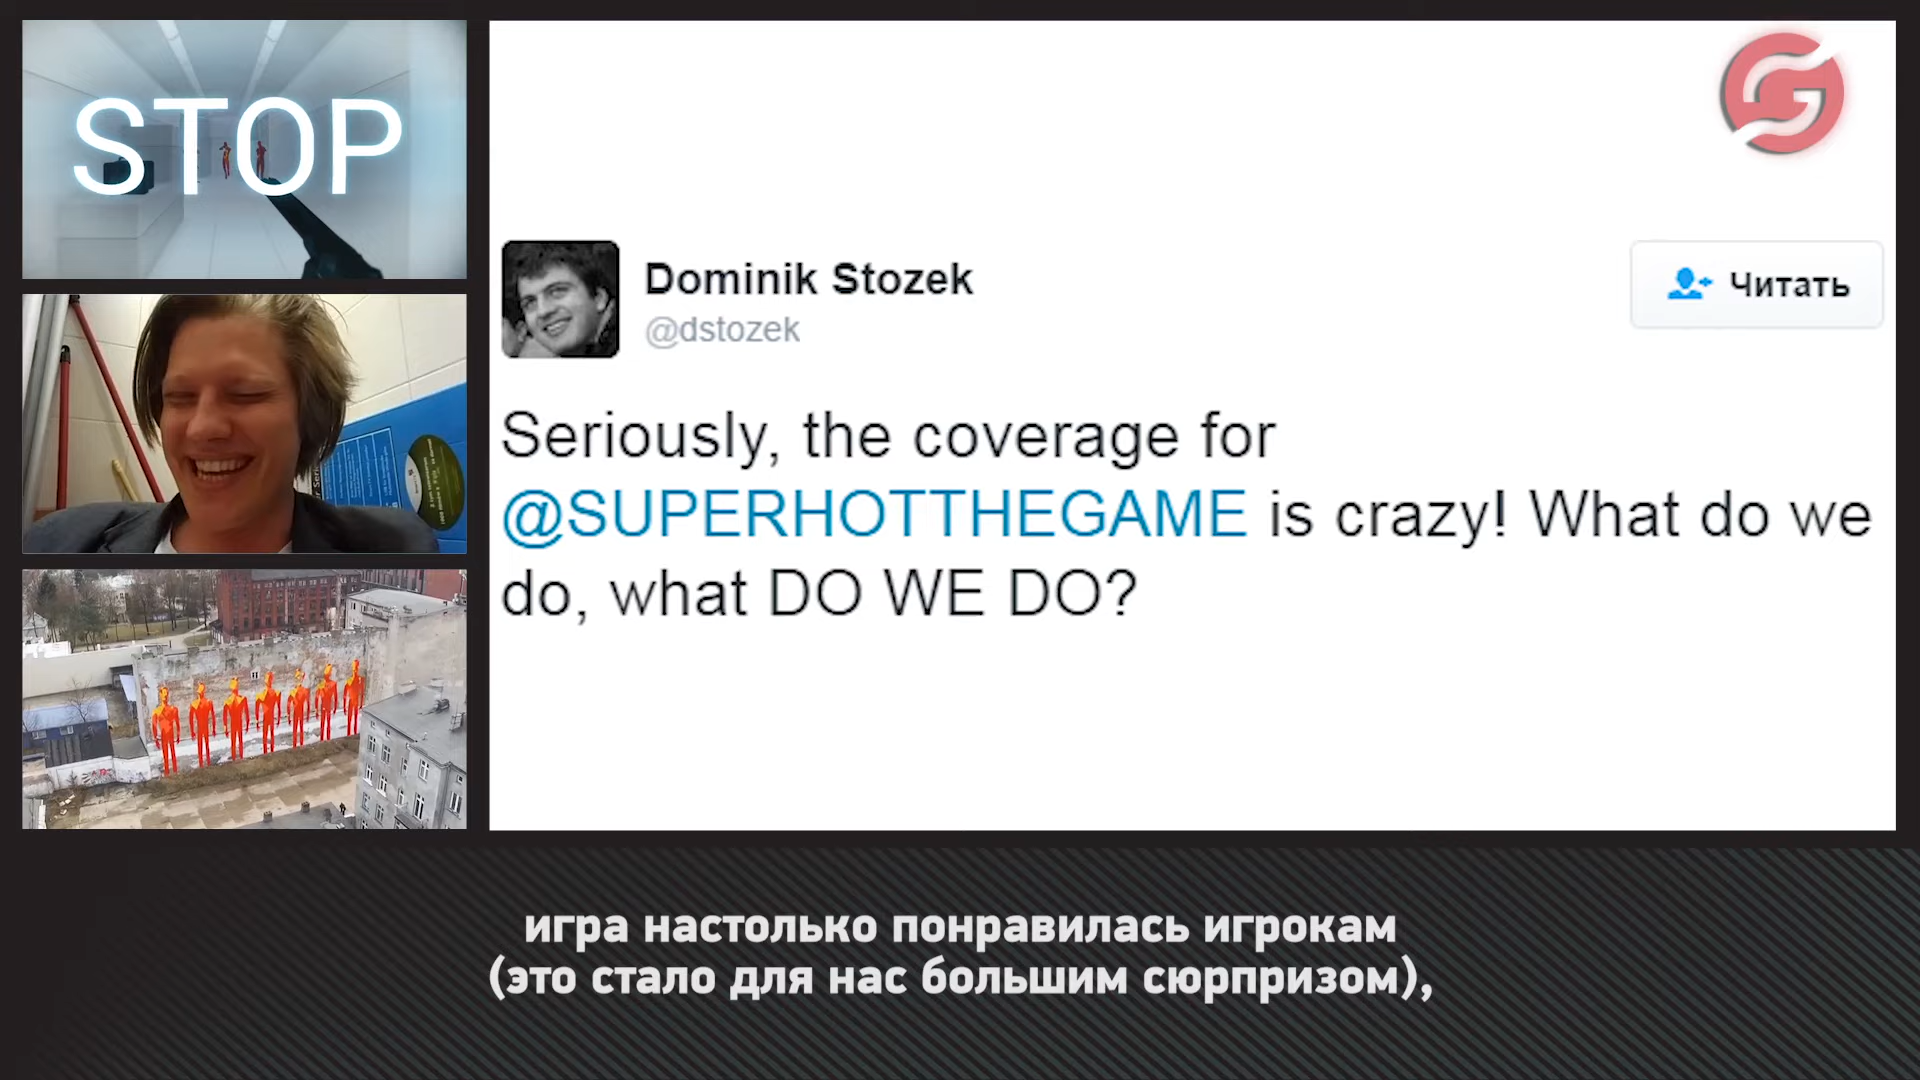 STOP
Dominik Stozek
@dstozek
Читать
Seriously, the coverage for
@SUPERHOTTHEGAME is crazy! What do we
do, what DO WE DO?
игра настолько понравилась игрокам
(это стало для нас большим сюрпризом),